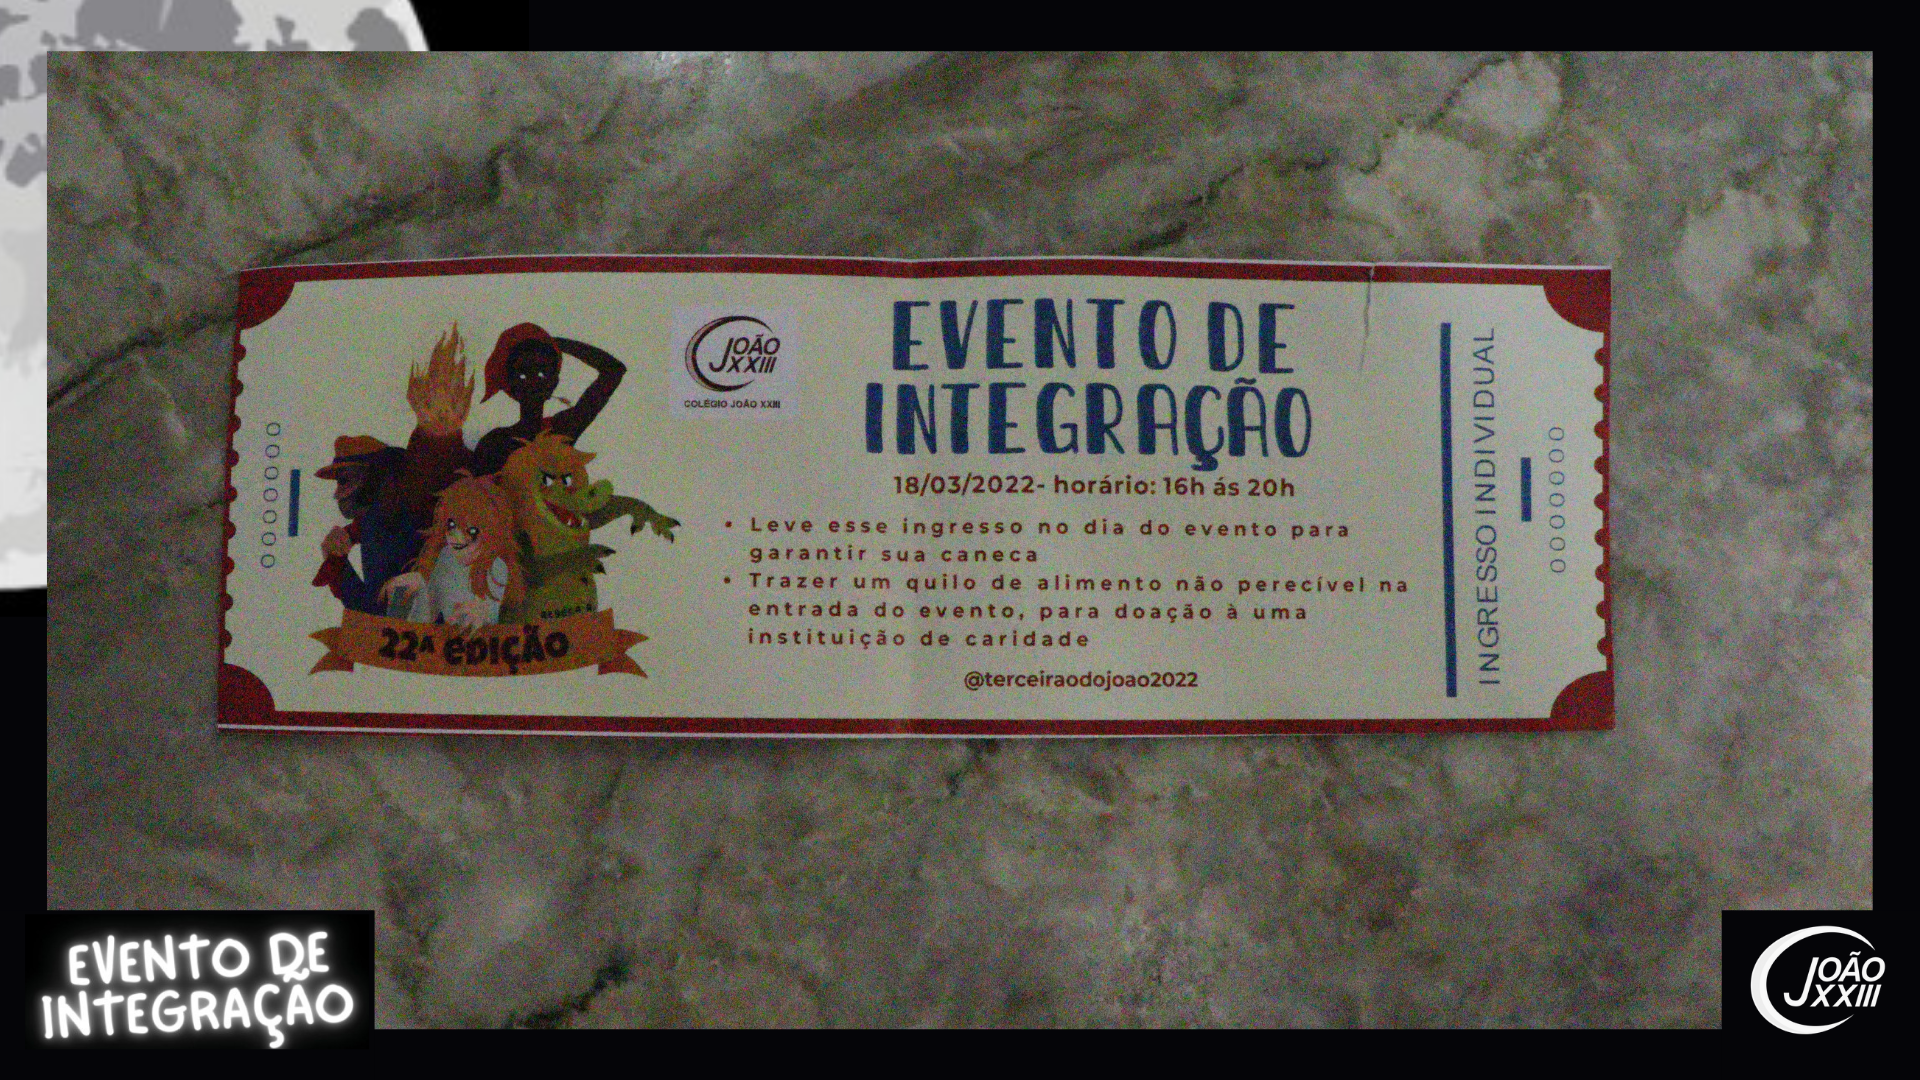 000000
22ª EDIÇÃO
JOÃO
XXIII
COLÉGIO JOÃO XXIII
EVENTO DE
INTEGRAÇÃO
18/03/2022- horário: 16h ás 20h
• Leve esse ingresso no dia do evento para
garantir sua caneca
• Trazer um quilo de alimento não perecível na
entrada do evento, para doação à uma
instituição de caridade
@terceiraodojoao2022
INGRESSO INDIVIDUAL
000000
EVENTO DE
INTEGRAÇÃO
JOÃO
XXIII